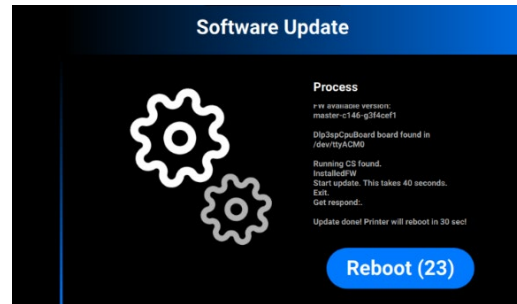 Software Update
Process
FW available version:
master-c146-g3f4cef1
Dlp3spCpuBoard board found in
/dev/ttyACM0
Running CS found.
InstalledFW
Start update. This takes 40 seconds.
Exit.
Get respond:.
Update done! Printer will reboot in 30 sec!
Reboot (23)